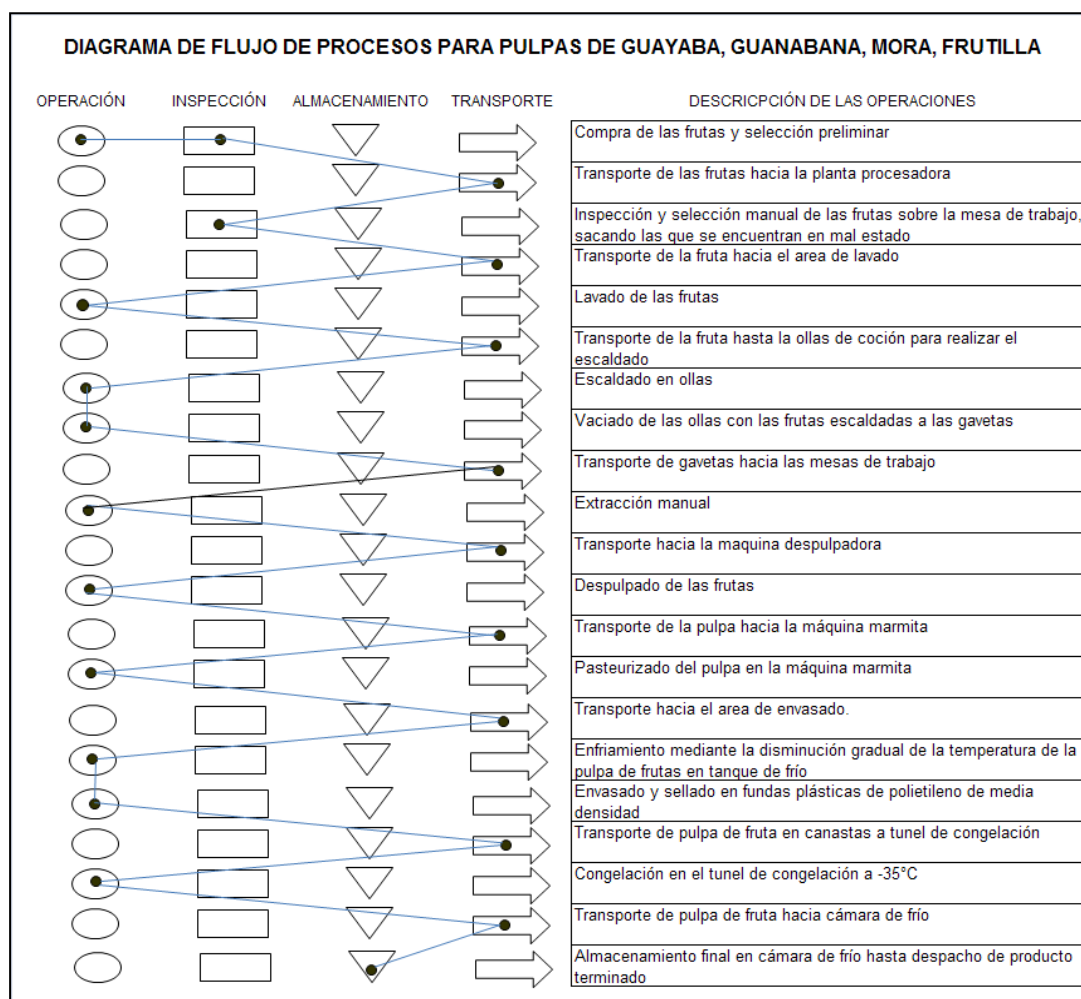 DIAGRAMA DE FLUJO DE PROCESOS PARA PULPAS DE GUAYABA, GUANABANA, MORA, FRUTILLA
OPERACIÓN INSPECCIÓN ALMACENAMIENTO TRANSPORTE DESCRICPCIÓN DE LAS OPERACIONES
Compra de las frutas y selección preliminar
Transporte de las frutas hacia la planta procesadora
Inspección y selección manual de las frutas sobre la mesa de trabajo,
sacando las que se encuentran en mal estado
Transporte de la fruta hacia el area de lavado
Lavado de las frutas
Transporte de la fruta hasta la ollas de coción para realizar el
escaldado
Escaldado en ollas
Vaciado de las ollas con las frutas escaldadas a las gavetas
Transporte de gavetas hacia las mesas de trabajo
Extracción manual
Transporte hacia la maquina despulpadora
Despulpado de las frutas
Transporte de la pulpa hacia la máquina marmita
Pasteurizado del pulpa en la máquina marmita
Transporte hacia el area de envasado.
Enfriamiento mediante la disminución gradual de la temperatura de la
pulpa de frutas en tanque de frío
Envasado y sellado en fundas plásticas de polietileno de media
densidad
Transporte de pulpa de fruta en canastas a tunel de congelación
Congelación en el tunel de congelación a -35°C
Transporte de pulpa de fruta hacia cámara de frío
Almacenamiento final en cámara de frío hasta despacho de producto
terminado